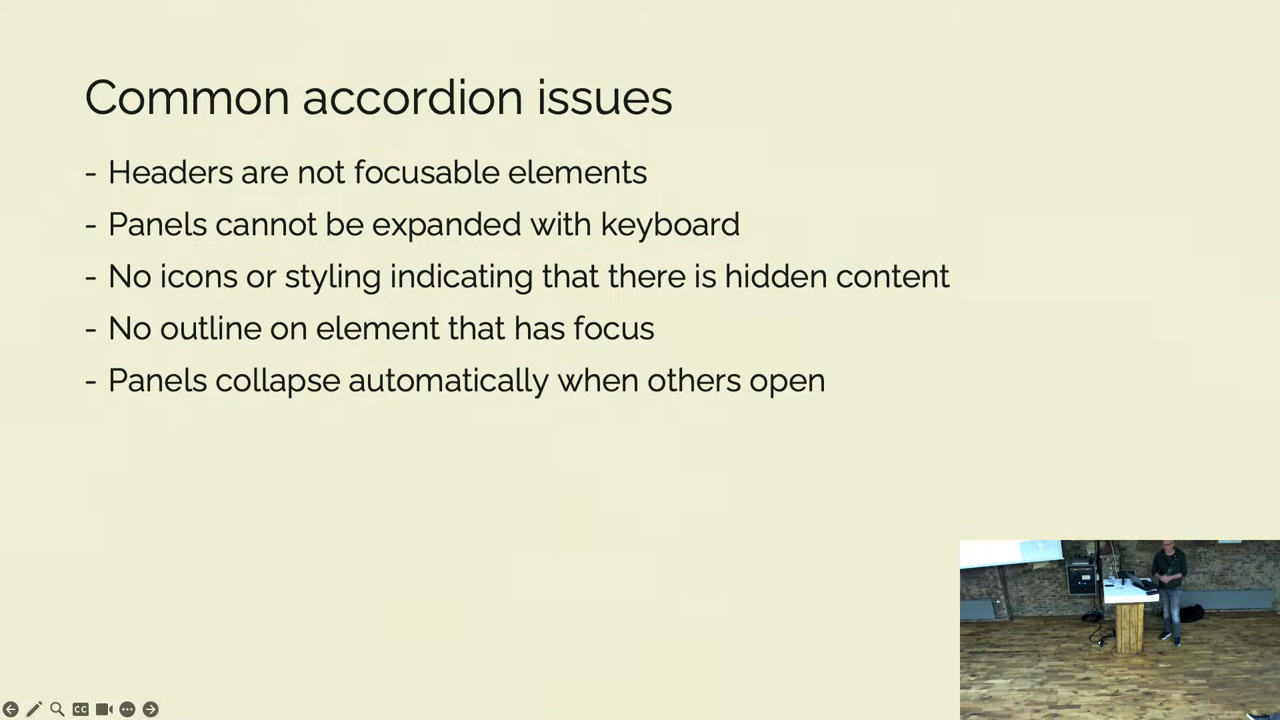 Common accordion issues
- Headers are not focusable elements
- Panels cannot be expanded with keyboard
- No icons or styling indicating that there is hidden content
- No outline on element that has focus
- Panels collapse automatically when others open
CC